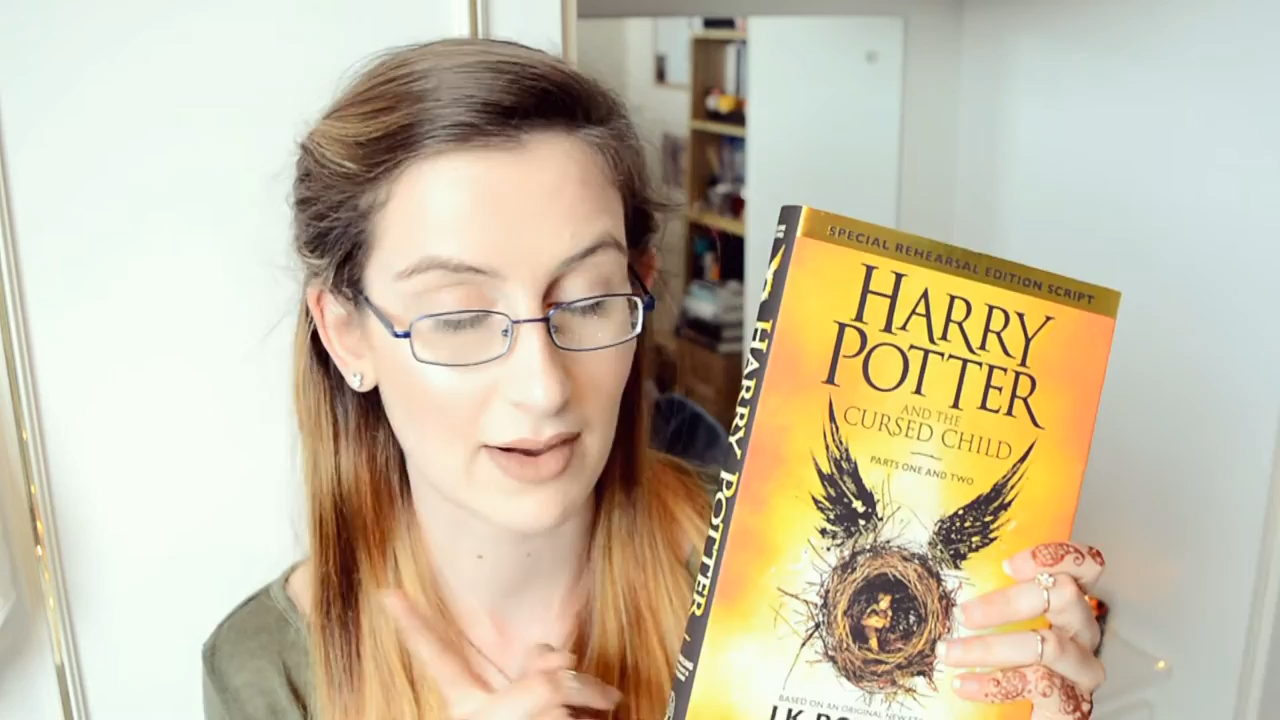 SPECIAL REHEARSAL EDITION SCRIPT
HARRY
POTTER
AND THE
CURSED CHILD
PARTS ONE AND TWO
BASED ON AN ORIGINAL NEW
J.K.
HARRY POTTER